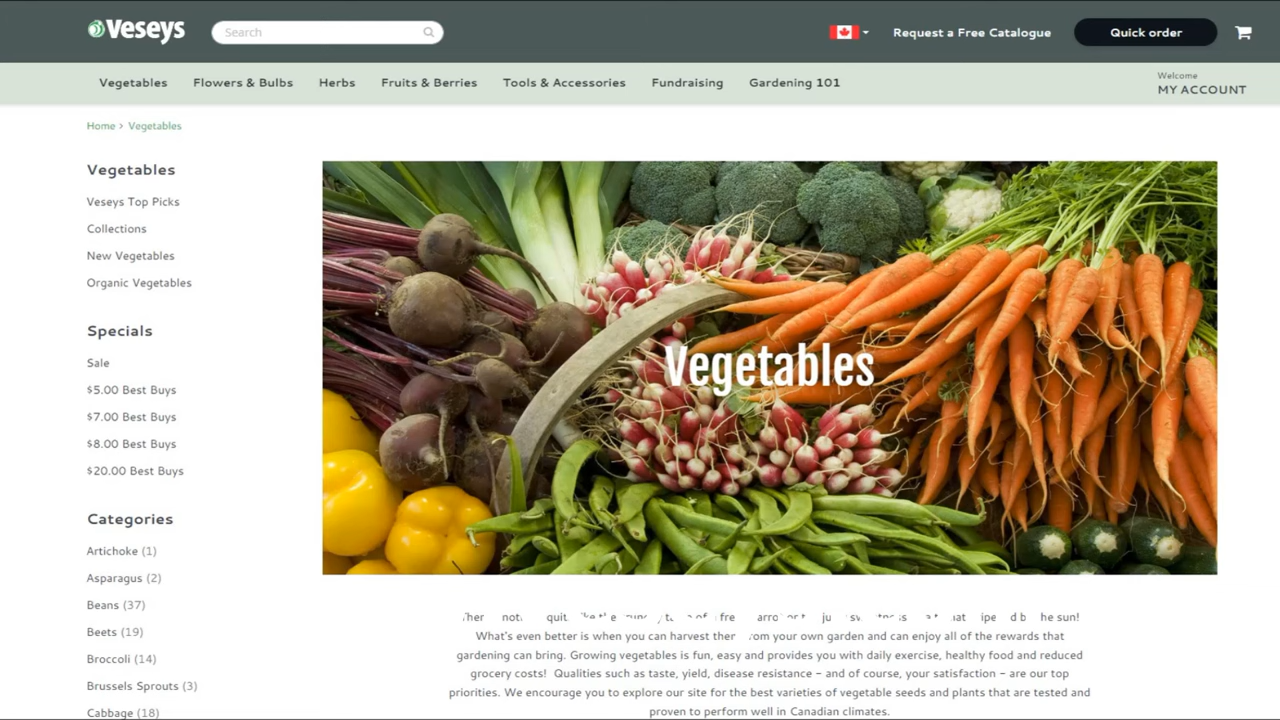 Veseys
Search
Request a Free Catalogue
Quick order
Vegetables
Flowers & Bulbs
Herbs
Fruits & Berries
Tools & Accessories
Fundraising
Gardening 101
Welcome
MY ACCOUNT
Home > Vegetables
Vegetables
Veseys Top Picks
Collections
New Vegetables
Organic Vegetables
Specials
Sale
$5.00 Best Buys
$7.00 Best Buys
$8.00 Best Buys
$20.00 Best Buys
Categories
Artichoke (1)
Asparagus (2)
Beans (37)
Beets (19)
Broccoli (14)
Brussels Sprouts (3)
Cabbage (18)
Vegetables
he sun!
What's even better is when you can harvest your own garden and can enjoy all of the rewards that
gardening can bring. Growing vegetables is fun, easy and provides you with daily exercise, healthy food and reduced
grocery costs! Qualities such as taste, yield, disease resistance – and of course, your satisfaction – are our top
priorities. We encourage you to explore our site for the best varieties of vegetable seeds and plants that are tested and
proven to perform well in Canadian climates.